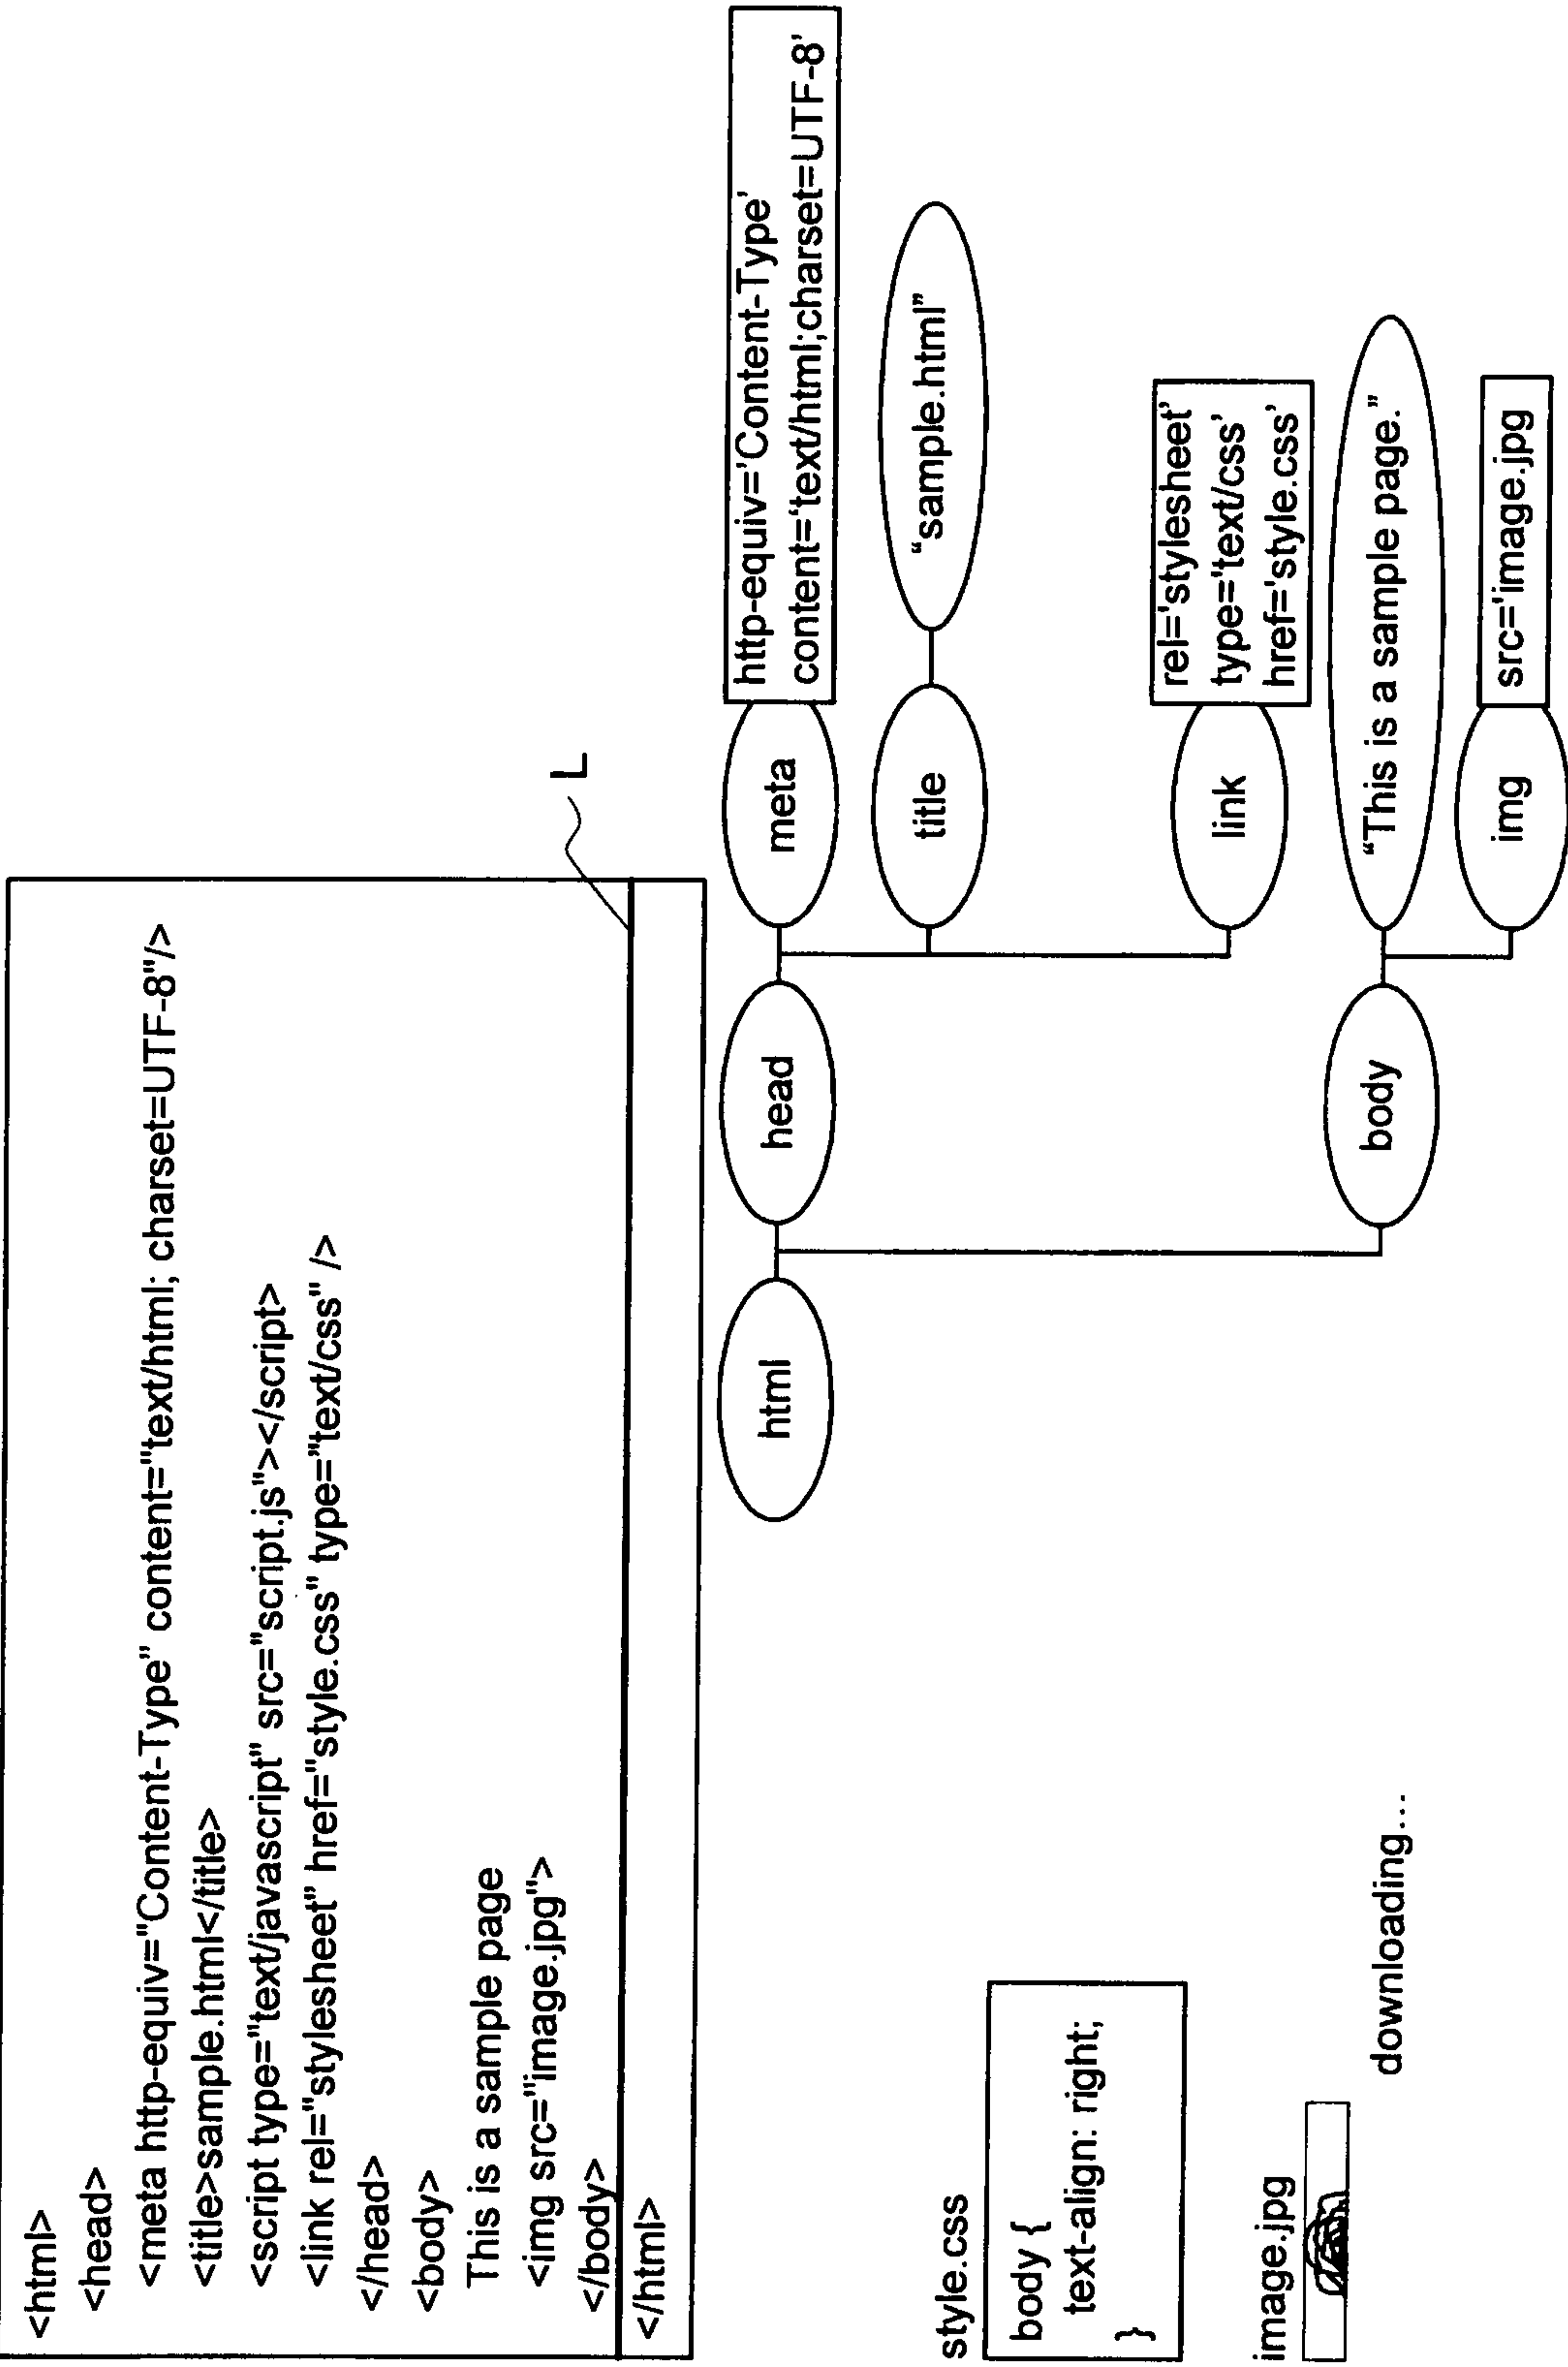 <html>
<head>
<meta http-equiv="Content-Type" content="text/html; charset=UTF-8"/>
<title>sample.html</title>
<script type="text/javascript" src="script.js"></script>
<link rel="stylesheet" href="style.css" type="text/css" />
</head>
<body>
This is a sample page
<img src="image.jpg">
</body>
</html>
L
html
head
meta
http-equiv='Content-Type'
content='text/html;charset=UTF-8'
title
“sample.html”
link
rel='stylesheet'
type='text/css'
href='style.css'
body
“This is a sample page.”
img
src='image.jpg
style.css
body {
text-align: right;
}
image.jpg
downloading...